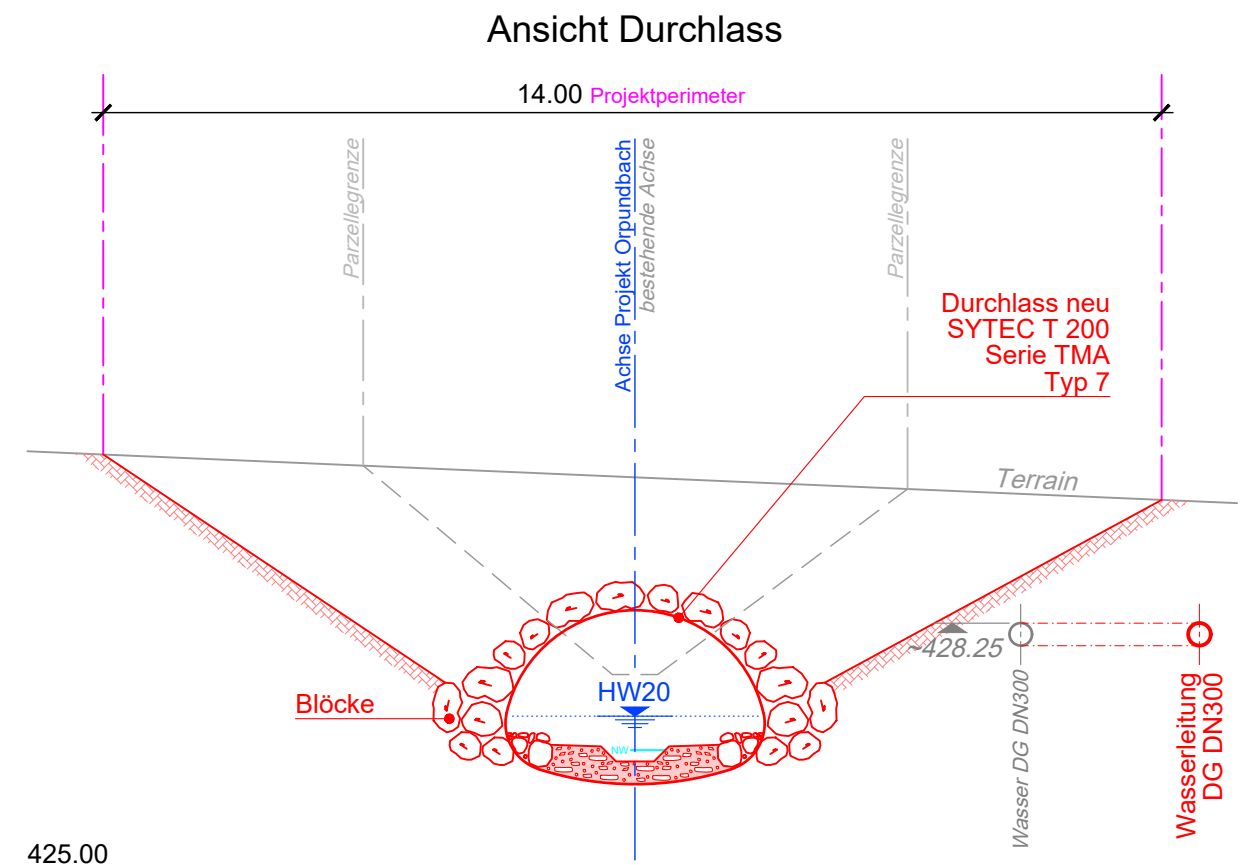 Ansicht Durchlass
14.00 Projektperimeter
Parzellegrenze
Achse Projekt Orpundbach
bestehende Achse
Parzellegrenze
Durchlass neu
SYTEC T 200
Serie TMA
Typ 7
Terrain
~428.25
HW20
Blöcke
NW
Wasser DG DN300
Wasserleitung
DG DN300
425.00